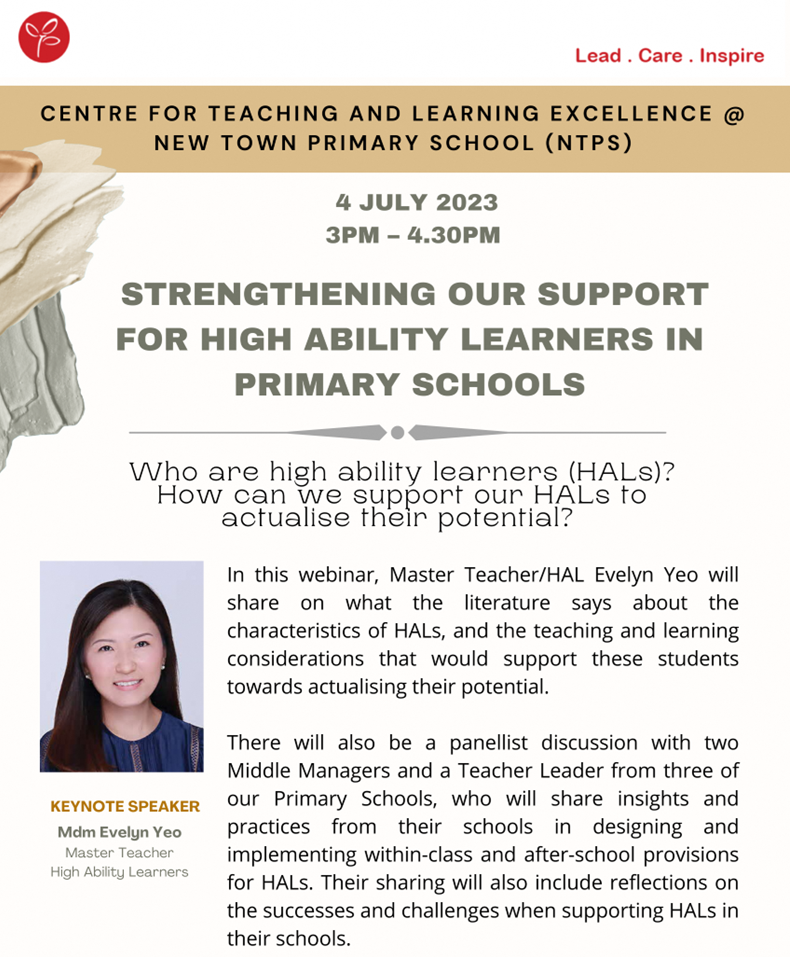 Lead . Care . Inspire
CENTRE FOR TEACHING AND LEARNING EXCELLENCE @
NEW TOWN PRIMARY SCHOOL (NTPS)
4 JULY 2023
3PM – 4.30PM
STRENGTHENING OUR SUPPORT
FOR HIGH ABILITY LEARNERS IN
PRIMARY SCHOOLS
Who are high ability learners (HALs)?
How can we support our HALs to
actualise their potential?
In this webinar, Master Teacher/HAL Evelyn Yeo will
share on what the literature says about the
characteristics of HALs, and the teaching and learning
considerations that would support these students
towards actualising their potential.
There will also be a panellist discussion with two
Middle Managers and a Teacher Leader from three of
our Primary Schools, who will share insights and
practices from their schools in designing and
implementing within-class and after-school provisions
for HALs. Their sharing will also include reflections on
the successes and challenges when supporting HALs in
their schools.
KEYNOTE SPEAKER
Mdm Evelyn Yeo
Master Teacher
High Ability Learners